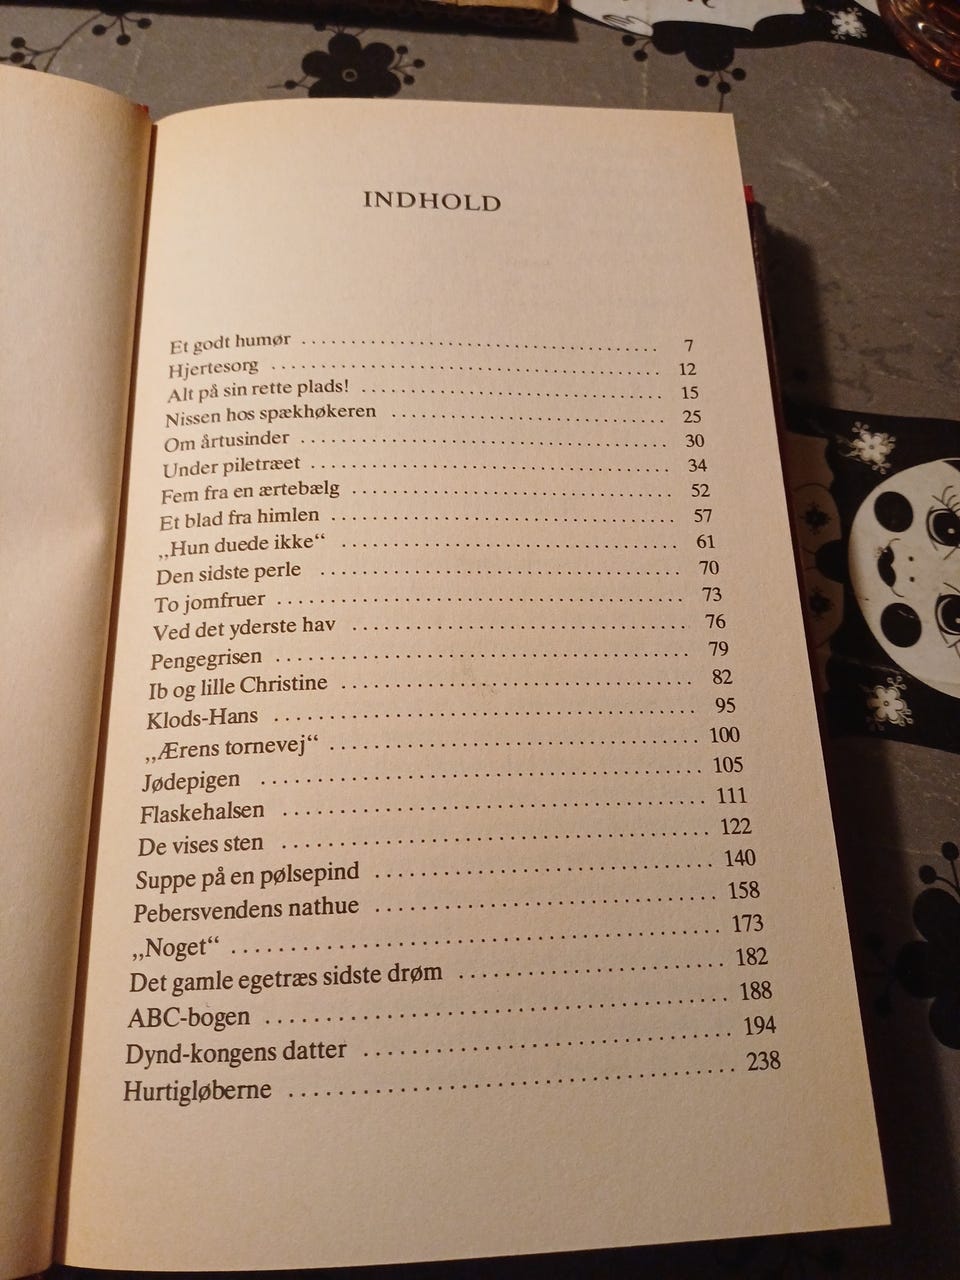 INDHOLD
Et godt humør ........................................ 7
Hjertesorg ........................................ 12
Alt på sin rette plads! ........................................ 15
Nissen hos spækhøkeren ........................................ 25
Om årtusinder ........................................ 30
Under piletræet ........................................ 34
Fem fra en ærtebælg ........................................ 52
Et blad fra himlen ........................................ 57
„Hun duede ikke“ ........................................ 61
Den sidste perle ........................................ 70
To jomfruer ........................................ 73
Ved det yderste hav ........................................ 76
Pengegrisen ........................................ 79
Ib og lille Christine ........................................ 82
Klods-Hans ........................................ 95
„Ærens tornevej“ ........................................ 100
Jødepigen ........................................ 105
Flaskehalsen ........................................ 111
De vises sten ........................................ 122
Suppe på en pølsepind ........................................ 140
Pebersvendens nathue ........................................ 158
„Noget“ ........................................ 173
Det gamle egetræs sidste drøm ........................................ 182
ABC-bogen ........................................ 188
Dynd-kongens datter ........................................ 194
Hurtigløberne ........................................ 238